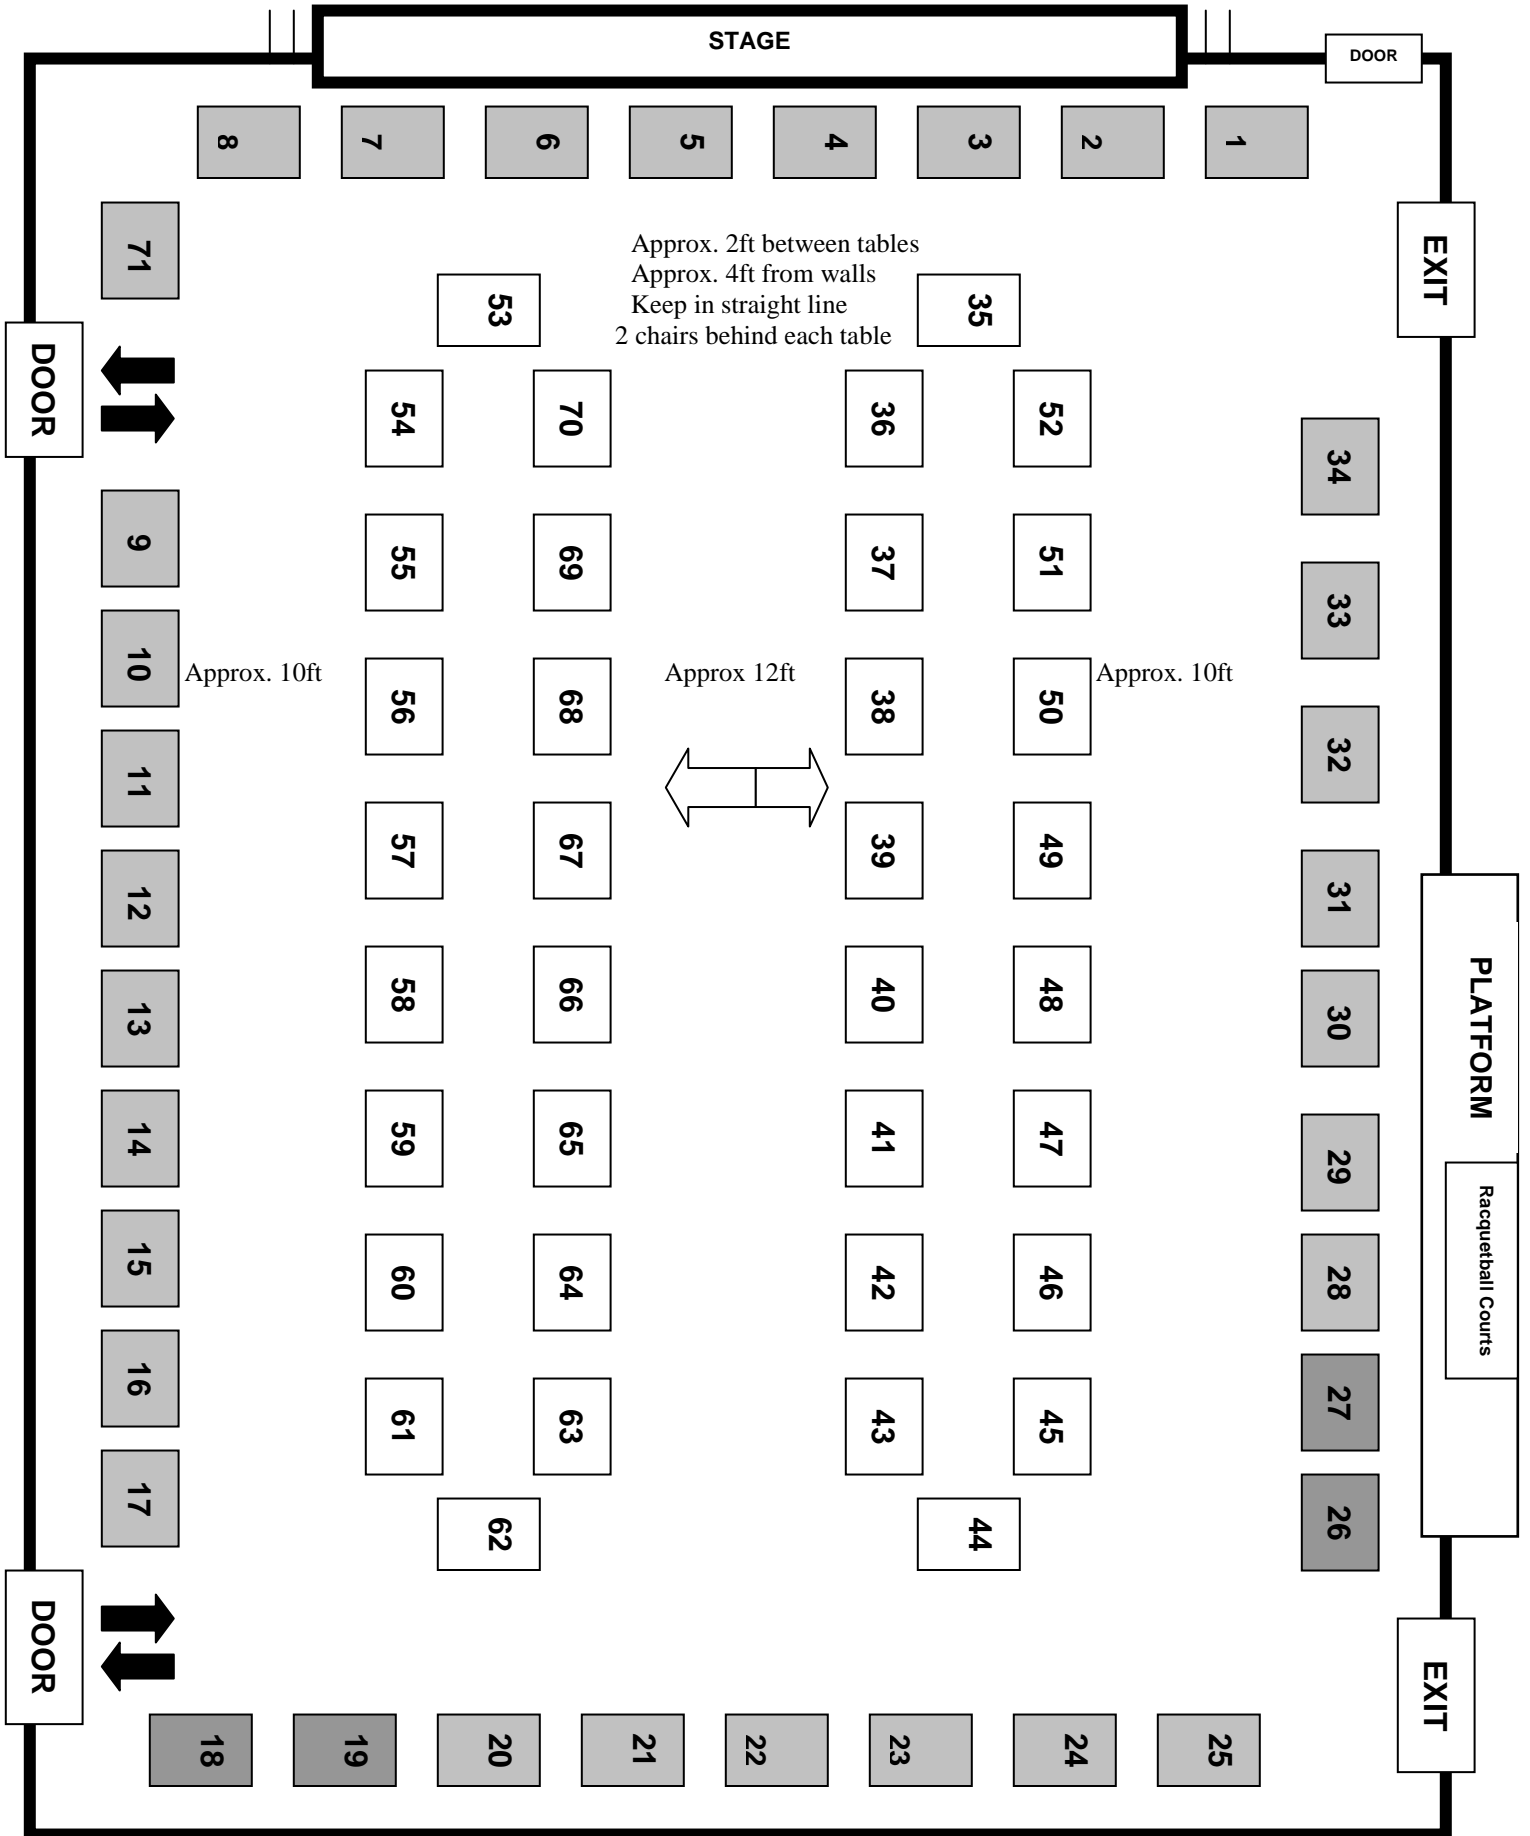 STAGE
DOOR
8 7 6 5 4 3 2 1
71
EXIT
Approx. 2ft between tables
Approx. 4ft from walls
Keep in straight line
2 chairs behind each table
53 35
DOOR
54 70 36 52
34
9
55 69 37 51
33
10 Approx. 10ft Approx 12ft Approx. 10ft
56 68 38 50
32
11
57 67 39 49
31
12
58 66 40 48
13 30
PLATFORM
59 65 41 47
14 29
Racquetball Courts
15
60 64 42 46
28
16 27
61 63 43 45
17
62 44
26
DOOR
EXIT
18 19 20 21 22 23 24 25